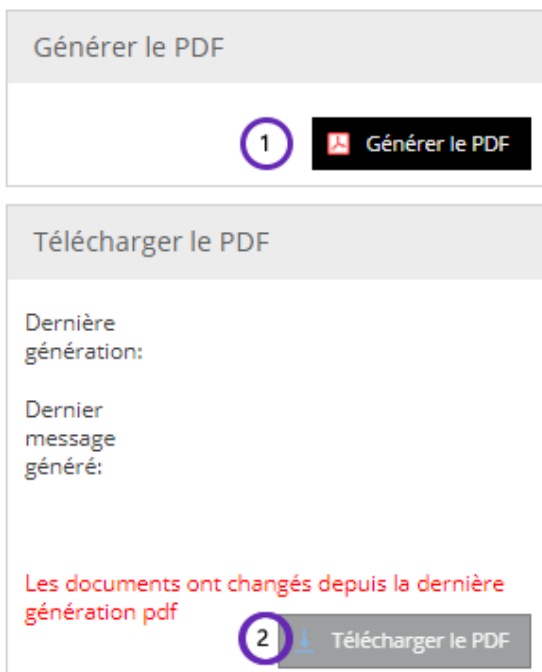 Générer le PDF
1
Générer le PDF
Télécharger le PDF
Dernière
génération:
Dernier
message
généré:
Les documents ont changés depuis la dernière
génération pdf
2
Télécharger le PDF